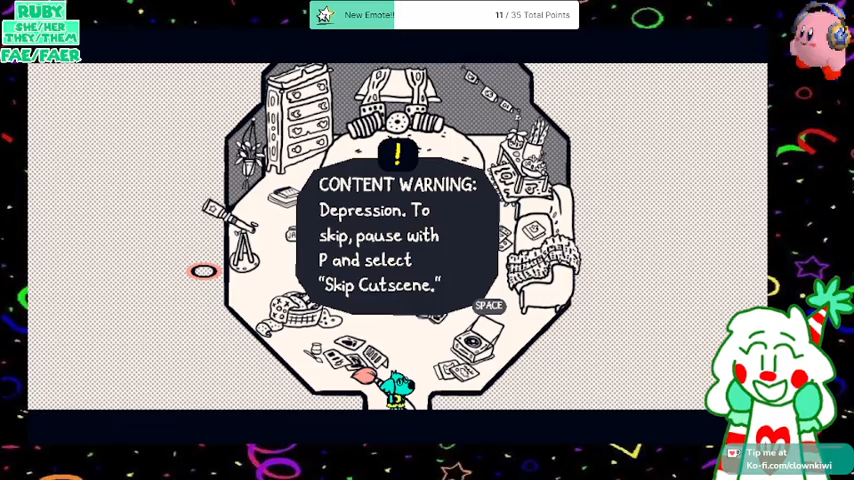 RUBY
SHE/HER
THEY/THEM
FAE/FAER
New Emote!
11 / 35 Total Points
!
CONTENT WARNING:
Depression. To
skip, pause with
P and select
"Skip Cutscene."
SPACE
Tip me at
Ko-fi.com/clownkiwi